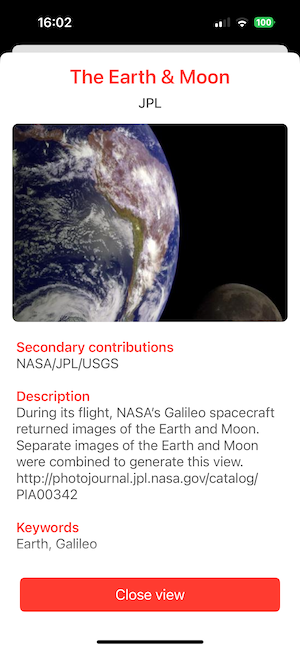 16:02
100
The Earth & Moon
JPL
Secondary contributions
NASA/JPL/USGS
Description
During its flight, NASA's Galileo spacecraft
returned images of the Earth and Moon.
Separate images of the Earth and Moon
were combined to generate this view.
http://photojournal.jpl.nasa.gov/catalog/
PIA00342
Keywords
Earth, Galileo
Close view